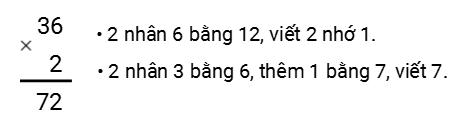 36
×
2
72
• 2 nhân 6 bằng 12, viết 2 nhớ 1.
• 2 nhân 3 bằng 6, thêm 1 bằng 7, viết 7.